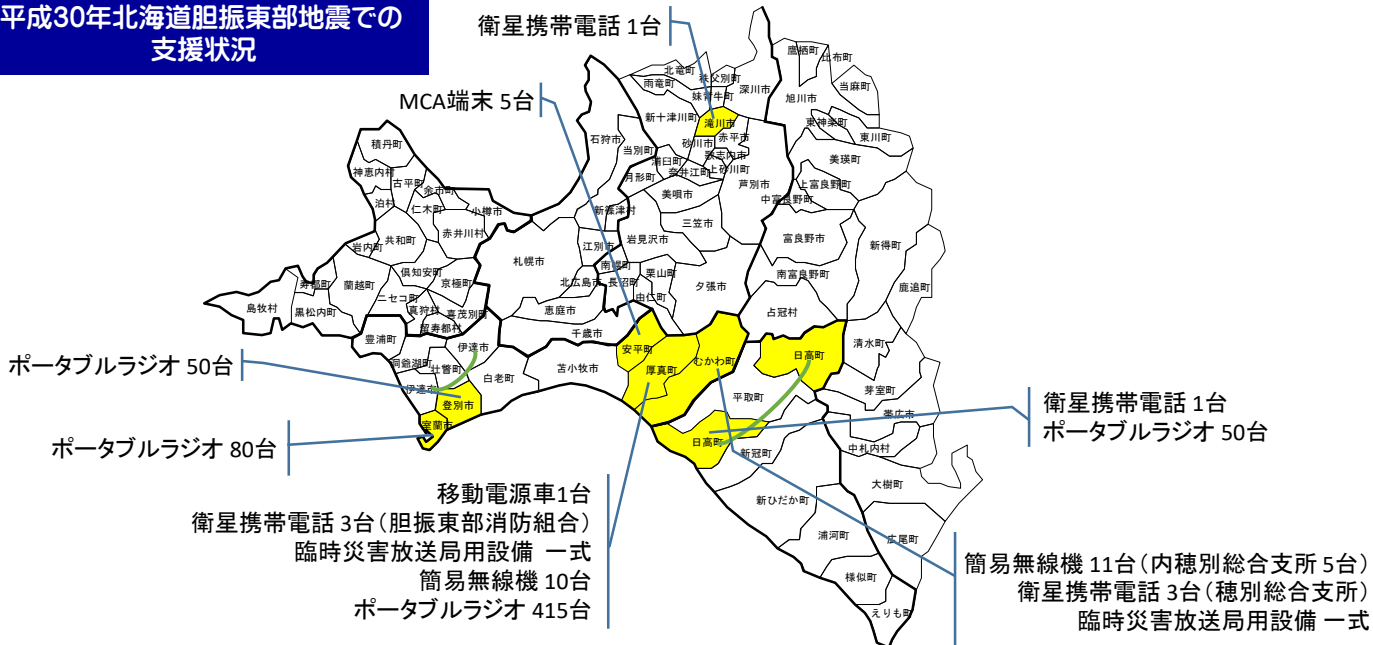 平成30年北海道胆振東部地震での
支援状況
衛星携帯電話 1台
MCA端末 5台
ポータブルラジオ 50台
ポータブルラジオ 80台
移動電源車1台
衛星携帯電話 3台(胆振東部消防組合)
臨時災害放送局用設備 一式
簡易無線機 10台
ポータブルラジオ 415台
衛星携帯電話 1台
ポータブルラジオ 50台
簡易無線機 11台(内穂別総合支所 5台)
衛星携帯電話 3台(穂別総合支所)
臨時災害放送局用設備 一式
鷹栖町
比布町
北竜町
秩父別町
雨竜町
妹背牛町
深川市
旭川市
当麻町
新十津川町
滝川市
東神楽町
東川町
石狩市
当別町
砂川市
赤平市
歌志内市
浦臼町
奈井江町
上砂川町
月形町
芦別市
美瑛町
上富良野町
中富良野町
積丹町
神恵内村
古平町
余市町
泊村
仁木町
小樽市
赤井川村
共和町
岩内町
新篠津村
美唄市
三笠市
岩見沢市
富良野市
新得町
札幌市
江別市
南幌町
長沼町
栗山町
由仁町
夕張市
南富良野町
鹿追町
倶知安町
京極町
寿都町
蘭越町
ニセコ町
真狩村
喜茂別町
留寿都村
島牧村
黒松内町
北広島市
恵庭市
千歳市
占冠村
豊浦町
伊達市
洞爺湖町
壮瞥町
伊達市
白老町
登別市
室蘭市
苫小牧市
安平町
厚真町
むかわ町
日高町
清水町
芽室町
平取町
帯広市
日高町
新冠町
中札内村
大樹町
新ひだか町
浦河町
広尾町
様似町
えりも町